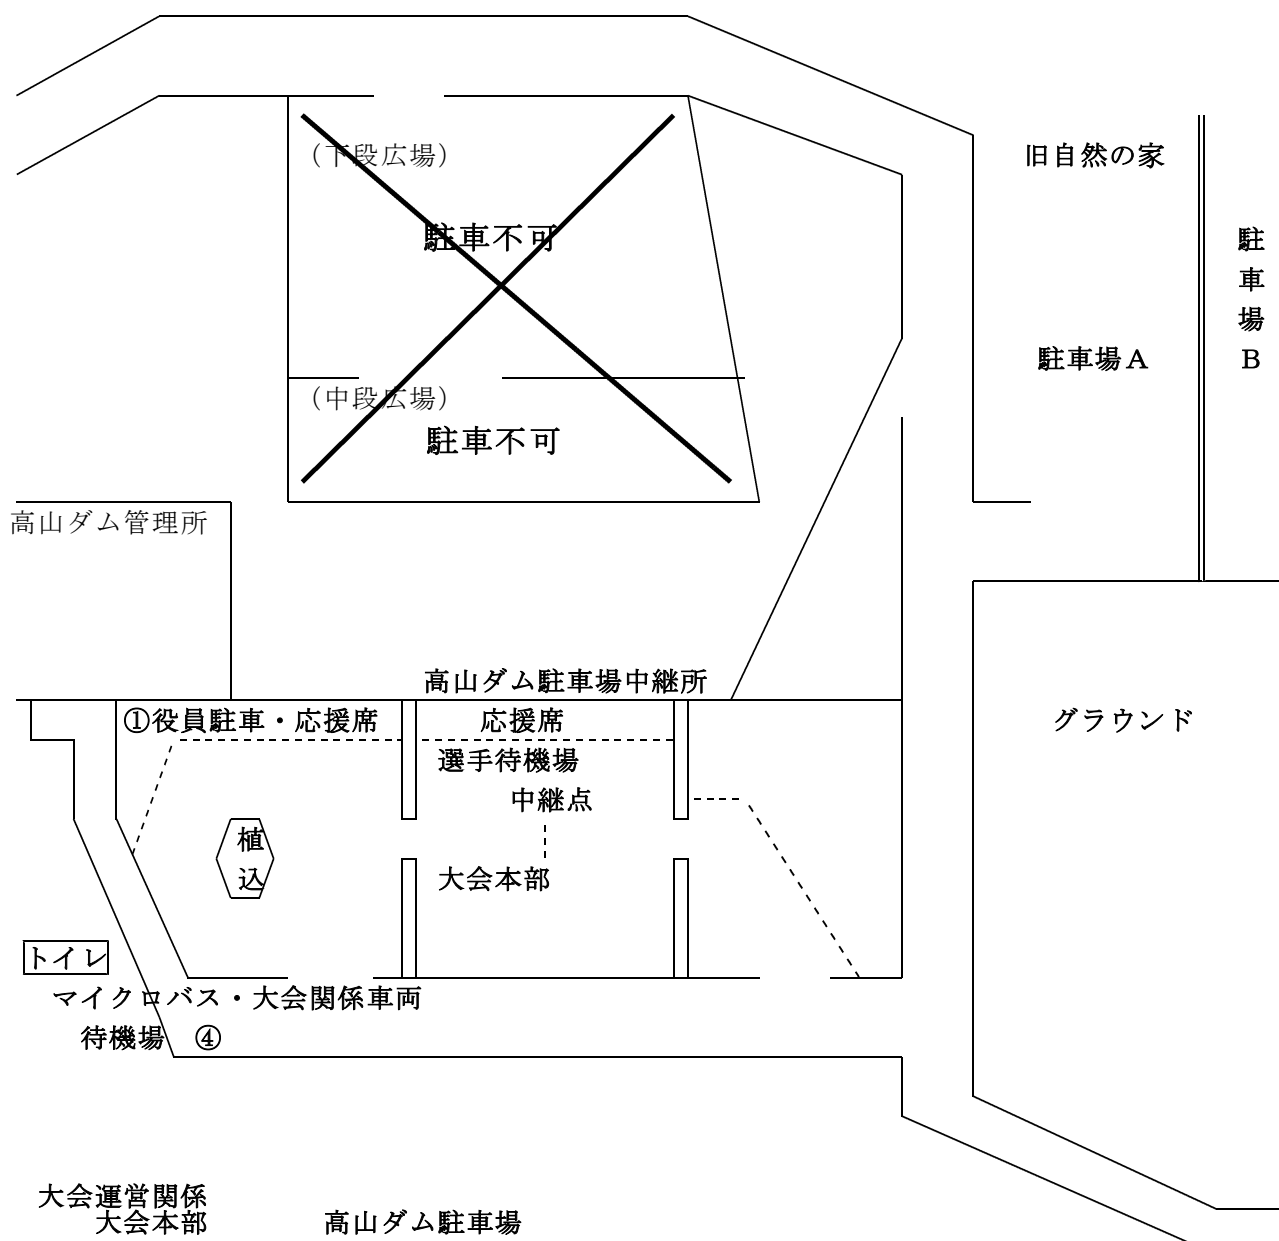 （下段広場）
旧自然の家
駐車不可
駐車場B
駐車場A
（中段広場）
駐車不可
高山ダム管理所
高山ダム駐車場中継所
①役員駐車・応援席
応援席
グラウンド
選手待機場
中継点
植込
大会本部
トイレ
マイクロバス・大会関係車両
待機場　④
大会運営関係
大会本部
高山ダム駐車場